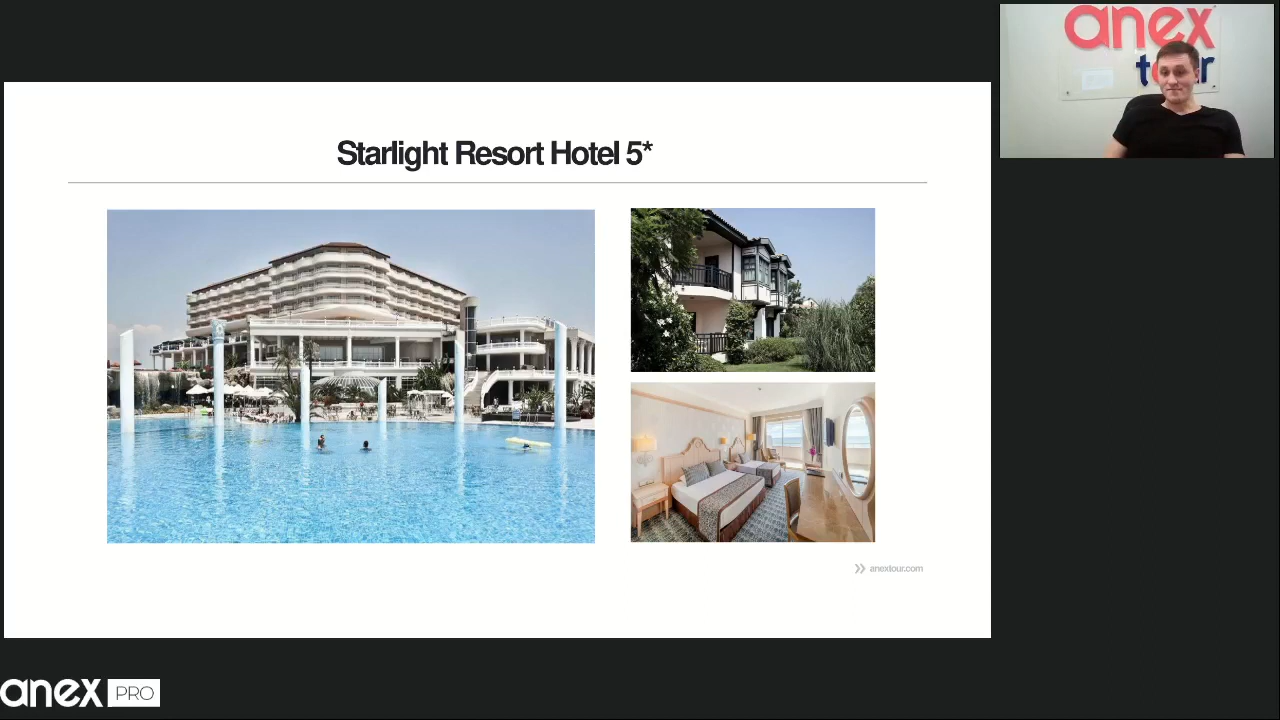 Starlight Resort Hotel 5*
anextour.com
anex
tour
anex PRO